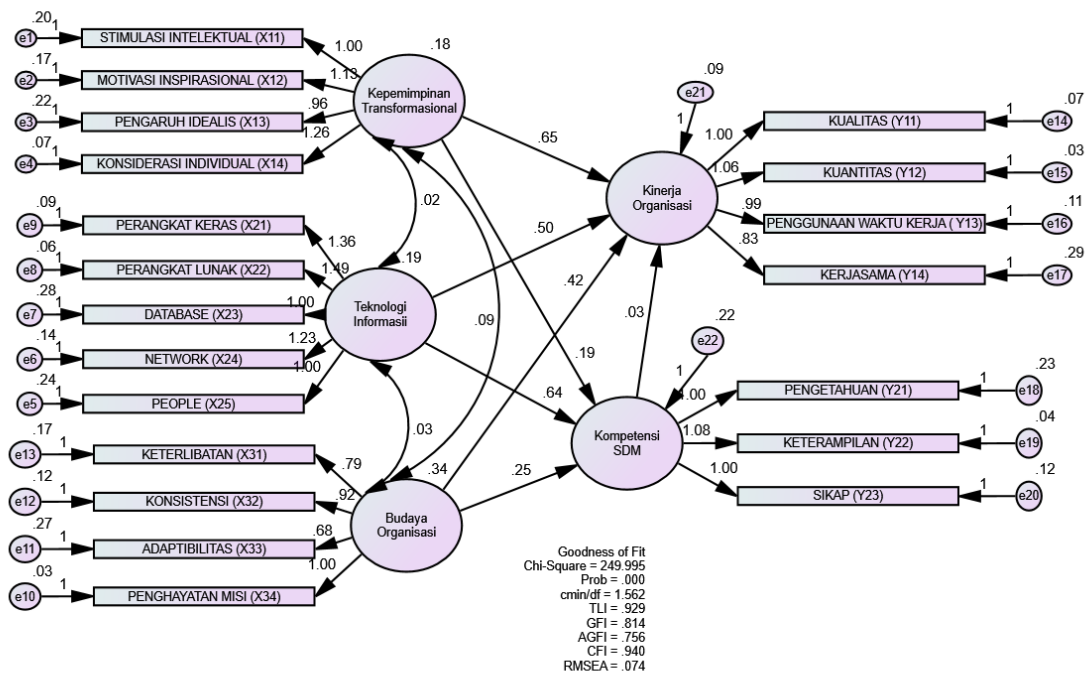 .20
1
e1
STIMULASI INTELEKTUAL (X11)
1.00
.17
1
e2
MOTIVASI INSPIRASIONAL (X12)
1.13
.22
1
e3
PENGARUH IDEALIS (X13)
.96
.07
1
e4
KONSIDERASI INDIVIDUAL (X14)
1.26
.18
Kepemimpinan
Transformasional
.02
.09
1
e9
PERANGKAT KERAS (X21)
1.36
.06
1
e8
PERANGKAT LUNAK (X22)
1.49
.28
1
e7
DATABASE (X23)
1.00
.14
1
e6
NETWORK (X24)
1.23
.24
1
e5
PEOPLE (X25)
1.00
.19
Teknologi
Informasii
.09
.03
.17
1
e13
KETERLIBATAN (X31)
.79
.12
1
e12
KONSISTENSI (X32)
.92
.27
1
e11
ADAPTIBILITAS (X33)
.68
.03
1
e10
PENGHAYATAN MISI (X34)
1.00
.34
Budaya
Organisasi
.65
.50
.42
.19
.64
.25
.03
.09
e21
1
Kinerja
Organisasi
1.00
KUALITAS (Y11)
1
.07
e14
1.06
KUANTITAS (Y12)
1
.03
e15
.99
PENGGUNAAN WAKTU KERJA ( Y13)
1
.11
e16
.83
KERJASAMA (Y14)
1
.29
e17
.22
e22
1
Kompetensi
SDM
1.00
PENGETAHUAN (Y21)
1
.23
e18
1.08
KETERAMPILAN (Y22)
1
.04
e19
1.00
SIKAP (Y23)
1
.12
e20
Goodness of Fit
Chi-Square = 249.995
Prob = .000
cmin/df = 1.562
TLI = .929
GFI = .814
AGFI = .756
CFI = .940
RMSEA = .074